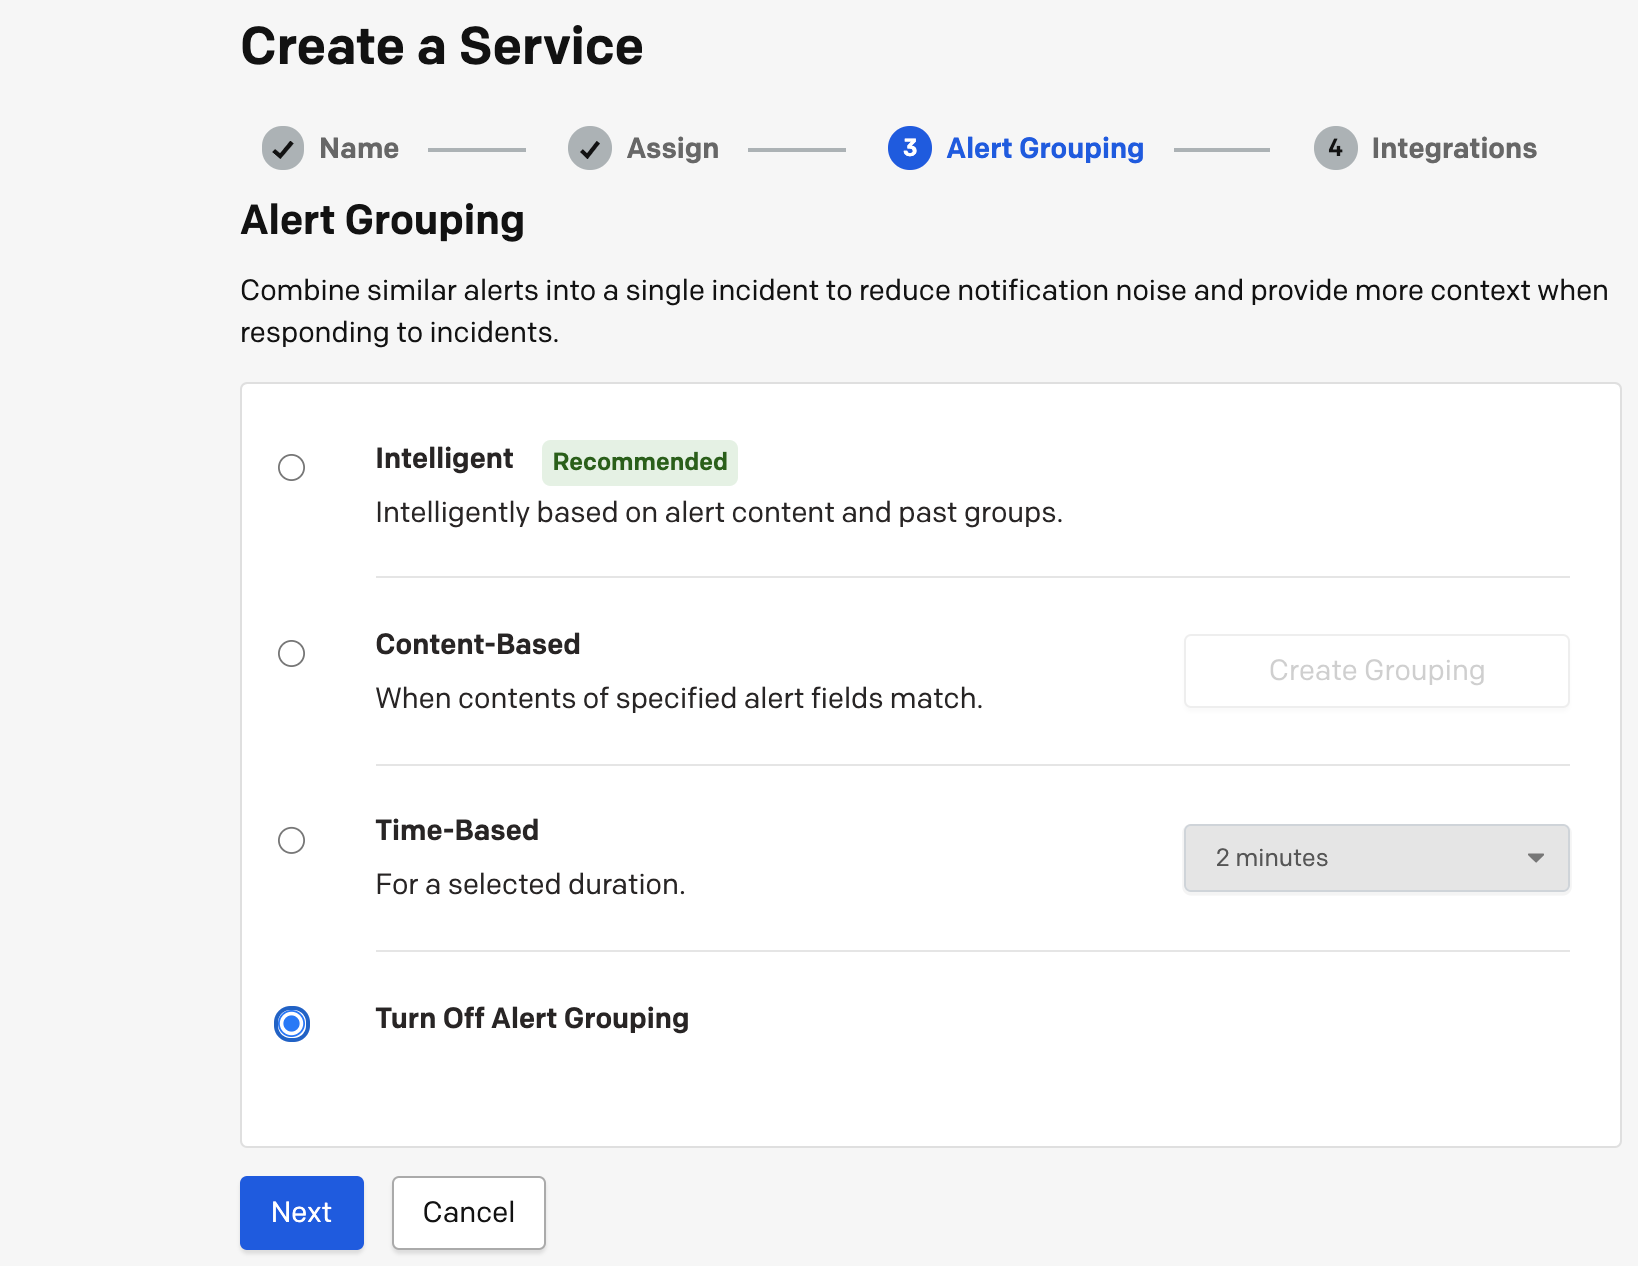 Create a Service
Name
Assign
3 Alert Grouping
4 Integrations
Alert Grouping
Combine similar alerts into a single incident to reduce notification noise and provide more context when
responding to incidents.
Intelligent Recommended
Intelligently based on alert content and past groups.
Content-Based
When contents of specified alert fields match.
Create Grouping
Time-Based
For a selected duration.
2 minutes
Turn Off Alert Grouping
Next
Cancel